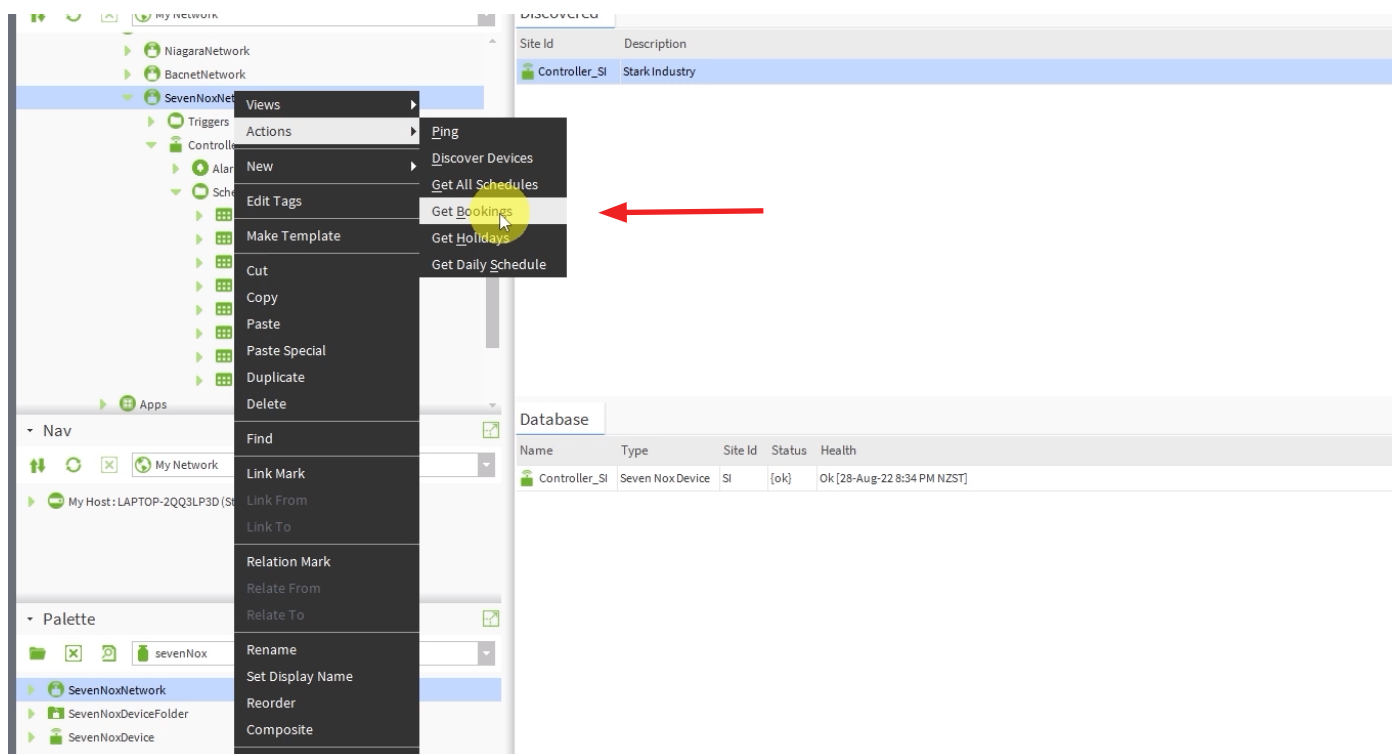 My Network
NiagaraNetwork
BacnetNetwork
SevenNoxNet
Triggers
Controlle
Alar
Sche
Apps
Views
Actions
New
Edit Tags
Make Template
Cut
Copy
Paste
Paste Special
Duplicate
Delete
Find
Link Mark
Link From
Link To
Relation Mark
Relate From
Relate To
Rename
Set Display Name
Reorder
Composite
Ping
Discover Devices
Get All Schedules
Get Bookings
Get Holidays
Get Daily Schedule
Nav
My Network
My Host : LAPTOP-2QQ3LP3D (St
Palette
sevenNox
SevenNoxNetwork
SevenNoxDeviceFolder
SevenNoxDevice
Discovered
Site Id Description
Controller_SI Stark Industry
Database
Name Type Site Id Status Health
Controller_SI Seven Nox Device SI {ok} Ok [28-Aug-22 8:34 PM NZST]